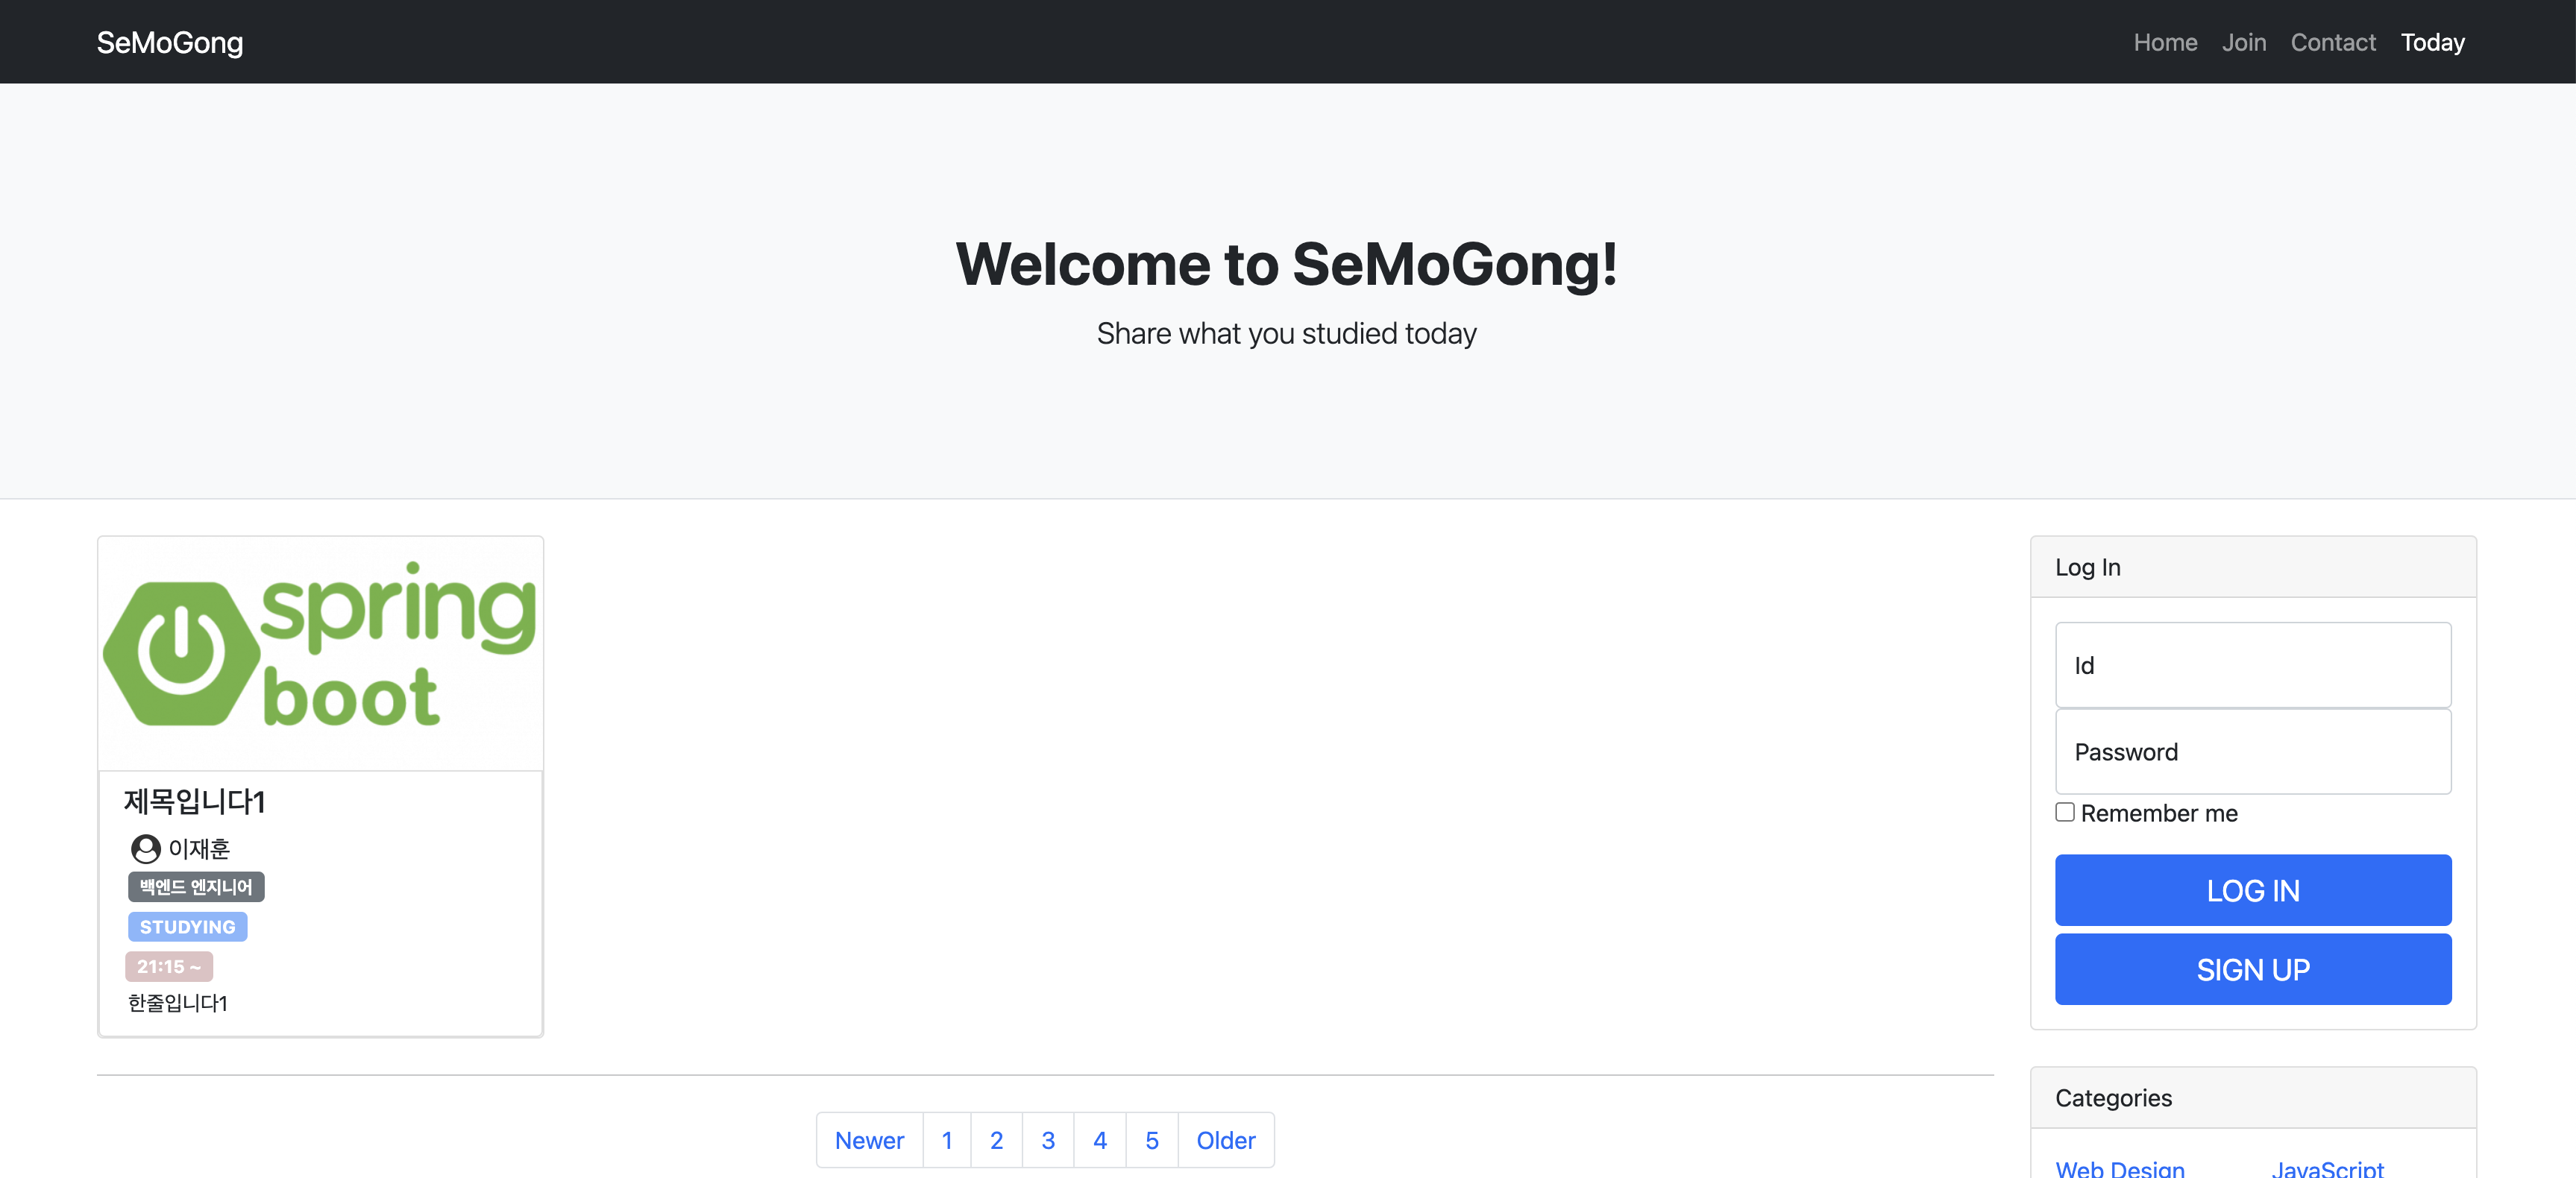 SeMoGong
Home Join Contact Today
Welcome to SeMoGong!
Share what you studied today
spring
boot
제목입니다1
이재훈
백엔드 엔지니어
STUDYING
21:15 ~
한줄입니다1
Newer 1 2 3 4 5 Older
Log In
Id
Password
Remember me
LOG IN
SIGN UP
Categories
Web Design JavaScript